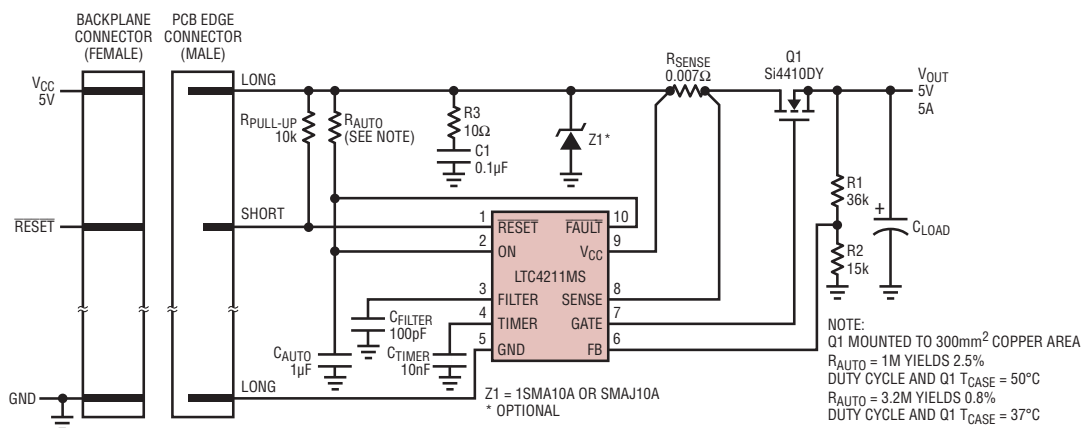 BACKPLANE
CONNECTOR
(FEMALE)
PCB EDGE
CONNECTOR
(MALE)
VCC
5V
LONG
RPULL-UP
10k
RAUTO
(SEE NOTE)
R3
10Ω
C1
0.1µF
Z1*
RSENSE
0.007Ω
Q1
Si4410DY
VOUT
5V
5A
R1
36k
CLOAD
+
R2
15k
RESET
SHORT
1
RESET
FAULT
10
2
ON
VCC
9
LTC4211MS
3
FILTER
SENSE
8
4
TIMER
GATE
7
5
GND
FB
6
CFILTER
100pF
CAUTO
1µF
CTIMER
10nF
GND
LONG
Z1 = 1SMA10A OR SMAJ10A
* OPTIONAL
NOTE:
Q1 MOUNTED TO 300mm² COPPER AREA
RAUTO = 1M YIELDS 2.5%
DUTY CYCLE AND Q1 TCASE = 50°C
RAUTO = 3.2M YIELDS 0.8%
DUTY CYCLE AND Q1 TCASE = 37°C